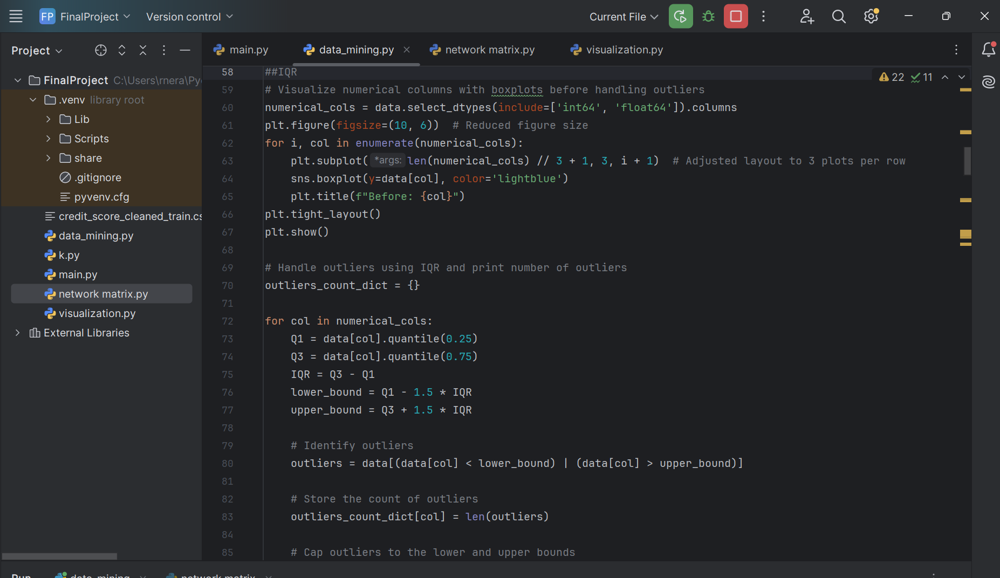 FP FinalProject Version control Current File
Project
main.py data_mining.py network matrix.py visualization.py
FinalProject C:\Users\rnera\Py
.venv library root
Lib
Scripts
share
.gitignore
pyvenv.cfg
credit_score_cleaned_train.cs
data_mining.py
k.py
main.py
network matrix.py
visualization.py
External Libraries
22 11
58 ##IQR
59 # Visualize numerical columns with boxplots before handling outliers
60 numerical_cols = data.select_dtypes(include=['int64', 'float64']).columns
61 plt.figure(figsize=(10, 6))  # Reduced figure size
62 for i, col in enumerate(numerical_cols):
63     plt.subplot( *args: len(numerical_cols) // 3 + 1, 3, i + 1)  # Adjusted layout to 3 plots per row
64     sns.boxplot(y=data[col], color='lightblue')
65     plt.title(f"Before: {col}")
66 plt.tight_layout()
67 plt.show()
68
69 # Handle outliers using IQR and print number of outliers
70 outliers_count_dict = {}
71
72 for col in numerical_cols:
73     Q1 = data[col].quantile(0.25)
74     Q3 = data[col].quantile(0.75)
75     IQR = Q3 - Q1
76     lower_bound = Q1 - 1.5 * IQR
77     upper_bound = Q3 + 1.5 * IQR
78
79     # Identify outliers
80     outliers = data[(data[col] < lower_bound) | (data[col] > upper_bound)]
81
82     # Store the count of outliers
83     outliers_count_dict[col] = len(outliers)
84
85     # Cap outliers to the lower and upper bounds
Run data_mining network matrix